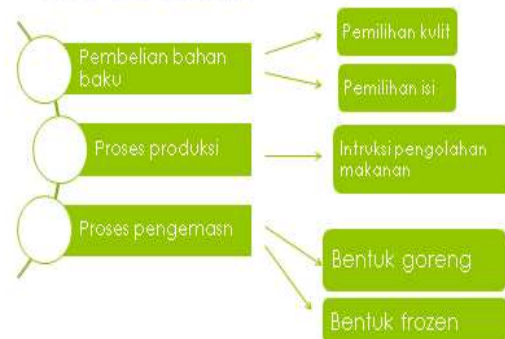 Pembelian bahan
baku
Pemilihan kulit
Pemilihan isi
Proses produksi
Intruksi pengolahan
makanan
Proses pengemasn
Bentuk goreng
Bentuk frozen